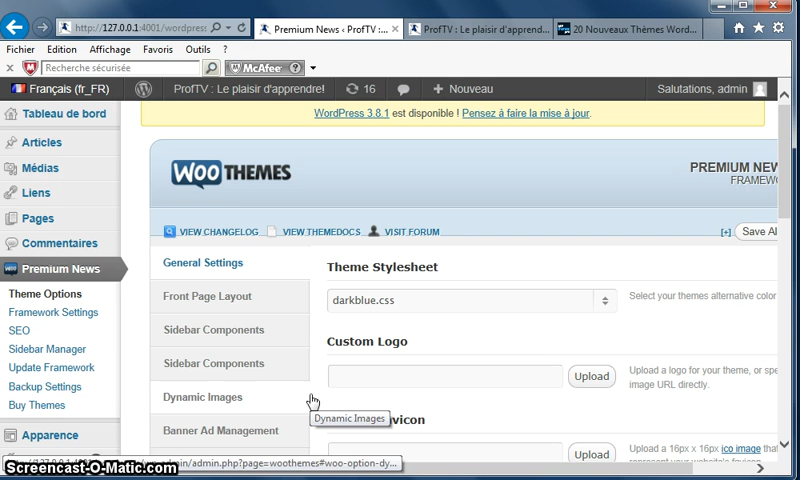 http://127.0.0.1:4001/wordpress
Premium News ‹ ProfTV :...
ProfTV : Le plaisir d'apprend...
20 Nouveaux Thèmes Word...
Fichier Edition Affichage Favoris Outils ?
Recherche sécurisée
McAfee
Français (fr_FR)
ProfTV : Le plaisir d'apprendre!
16
Nouveau
Salutations, admin
WordPress 3.8.1 est disponible ! Pensez à faire la mise à jour.
Tableau de bord
Articles
Médias
Liens
Pages
Commentaires
Premium News
Theme Options
Framework Settings
SEO
Sidebar Manager
Update Framework
Backup Settings
Buy Themes
Apparence
WOOTHEMES
PREMIUM NEW
FRAMEW
VIEW CHANGELOG
VIEW THEMEDOCS
VISIT FORUM
[+]
Save Al
General Settings
Front Page Layout
Sidebar Components
Sidebar Components
Dynamic Images
Banner Ad Management
Theme Stylesheet
darkblue.css
Select your themes alternative color
Custom Logo
Upload
Upload a logo for your theme, or spe
image URL directly.
Dynamic Images
avicon
Upload
Upload a 16px x 16px ico image that
represent your website's favicon.
admin/admin.php?page=woothemes#woo-option-dy...
Screencast-O-Matic.com